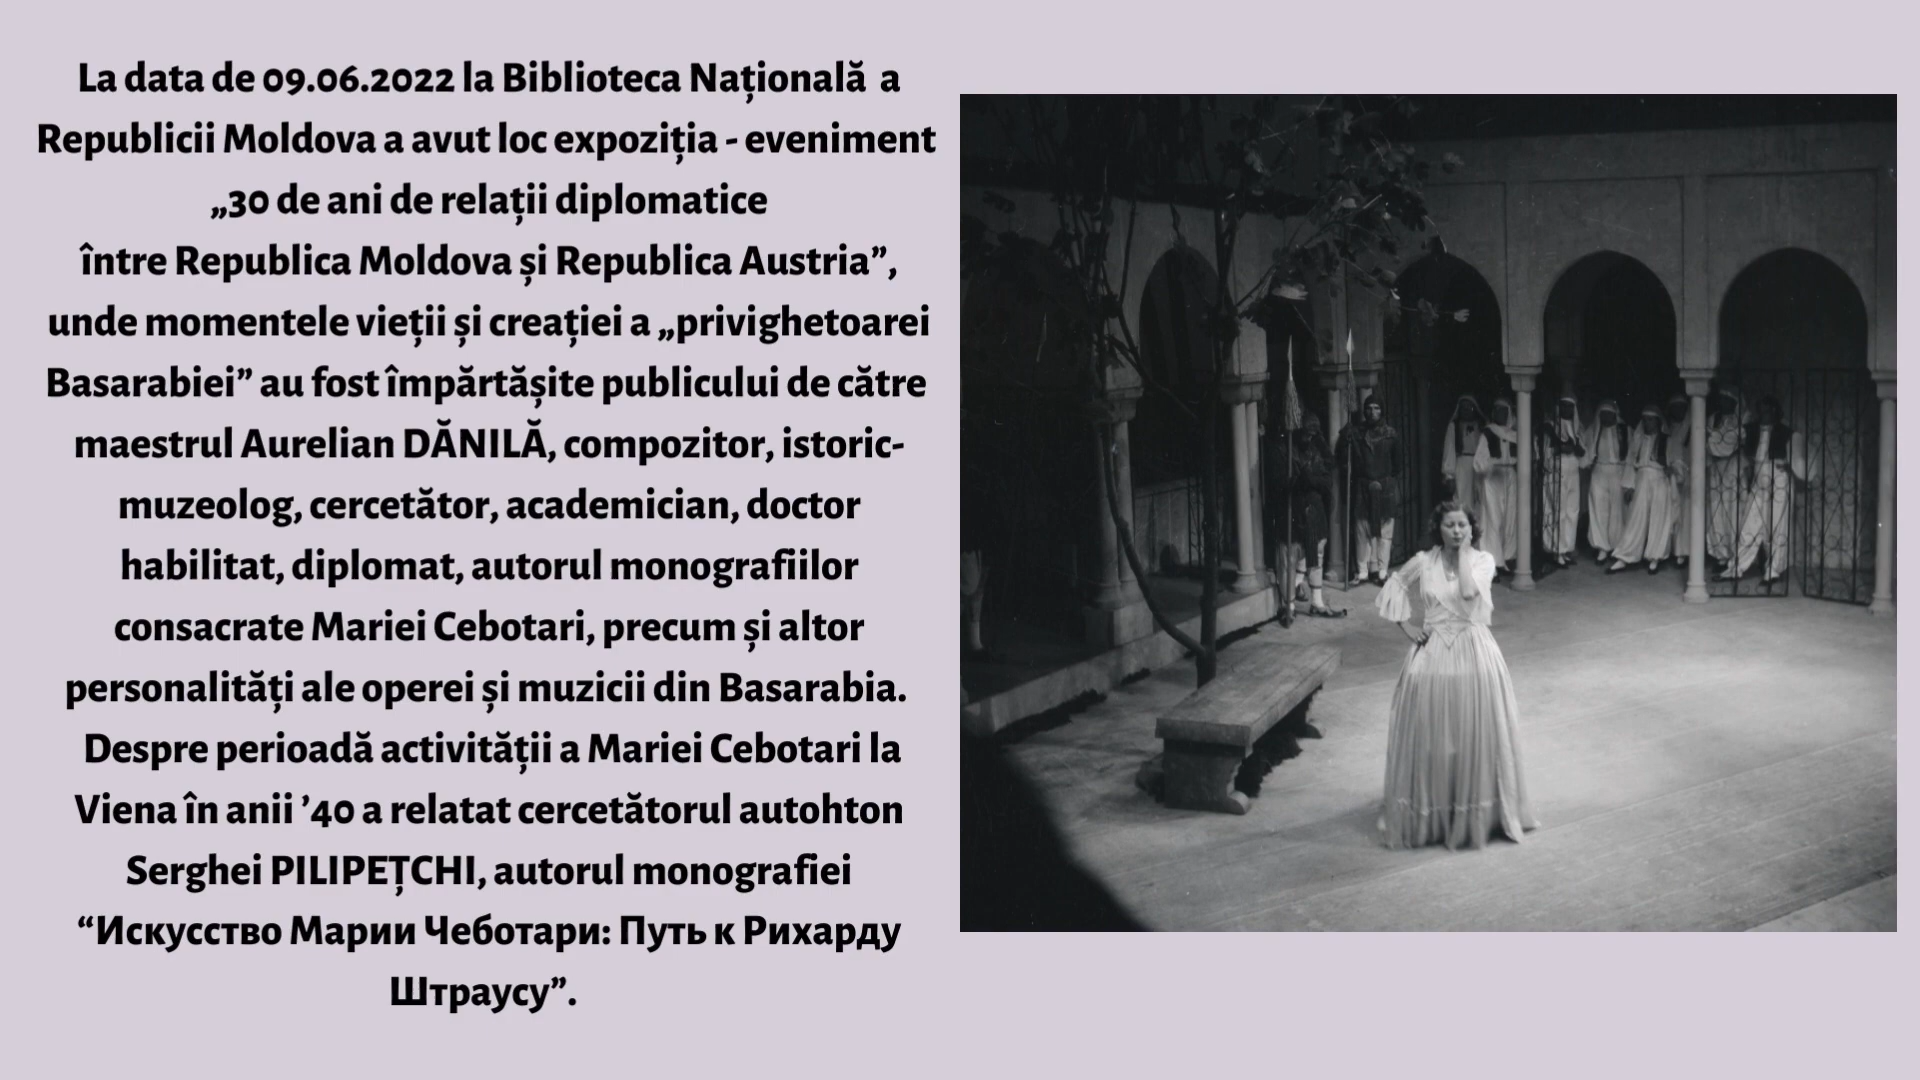 La data de 09.06.2022 la Biblioteca Națională  a
Republicii Moldova a avut loc expoziția - eveniment
„30 de ani de relații diplomatice
între Republica Moldova și Republica Austria”,
unde momentele vieții și creației a „privighetoarei
Basarabiei” au fost împărtășite publicului de către
maestrul Aurelian DĂNILĂ, compozitor, istoric-
muzeolog, cercetător, academician, doctor
habilitat, diplomat, autorul monografiilor
consacrate Mariei Cebotari, precum și altor
personalități ale operei și muzicii din Basarabia.
Despre perioadă activității a Mariei Cebotari la
Viena în anii ’40 a relatat cercetătorul autohton
Serghei PILIPEȚCHI, autorul monografiei
“Искусство Марии Чеботари: Путь к Рихарду
Штраусу”.